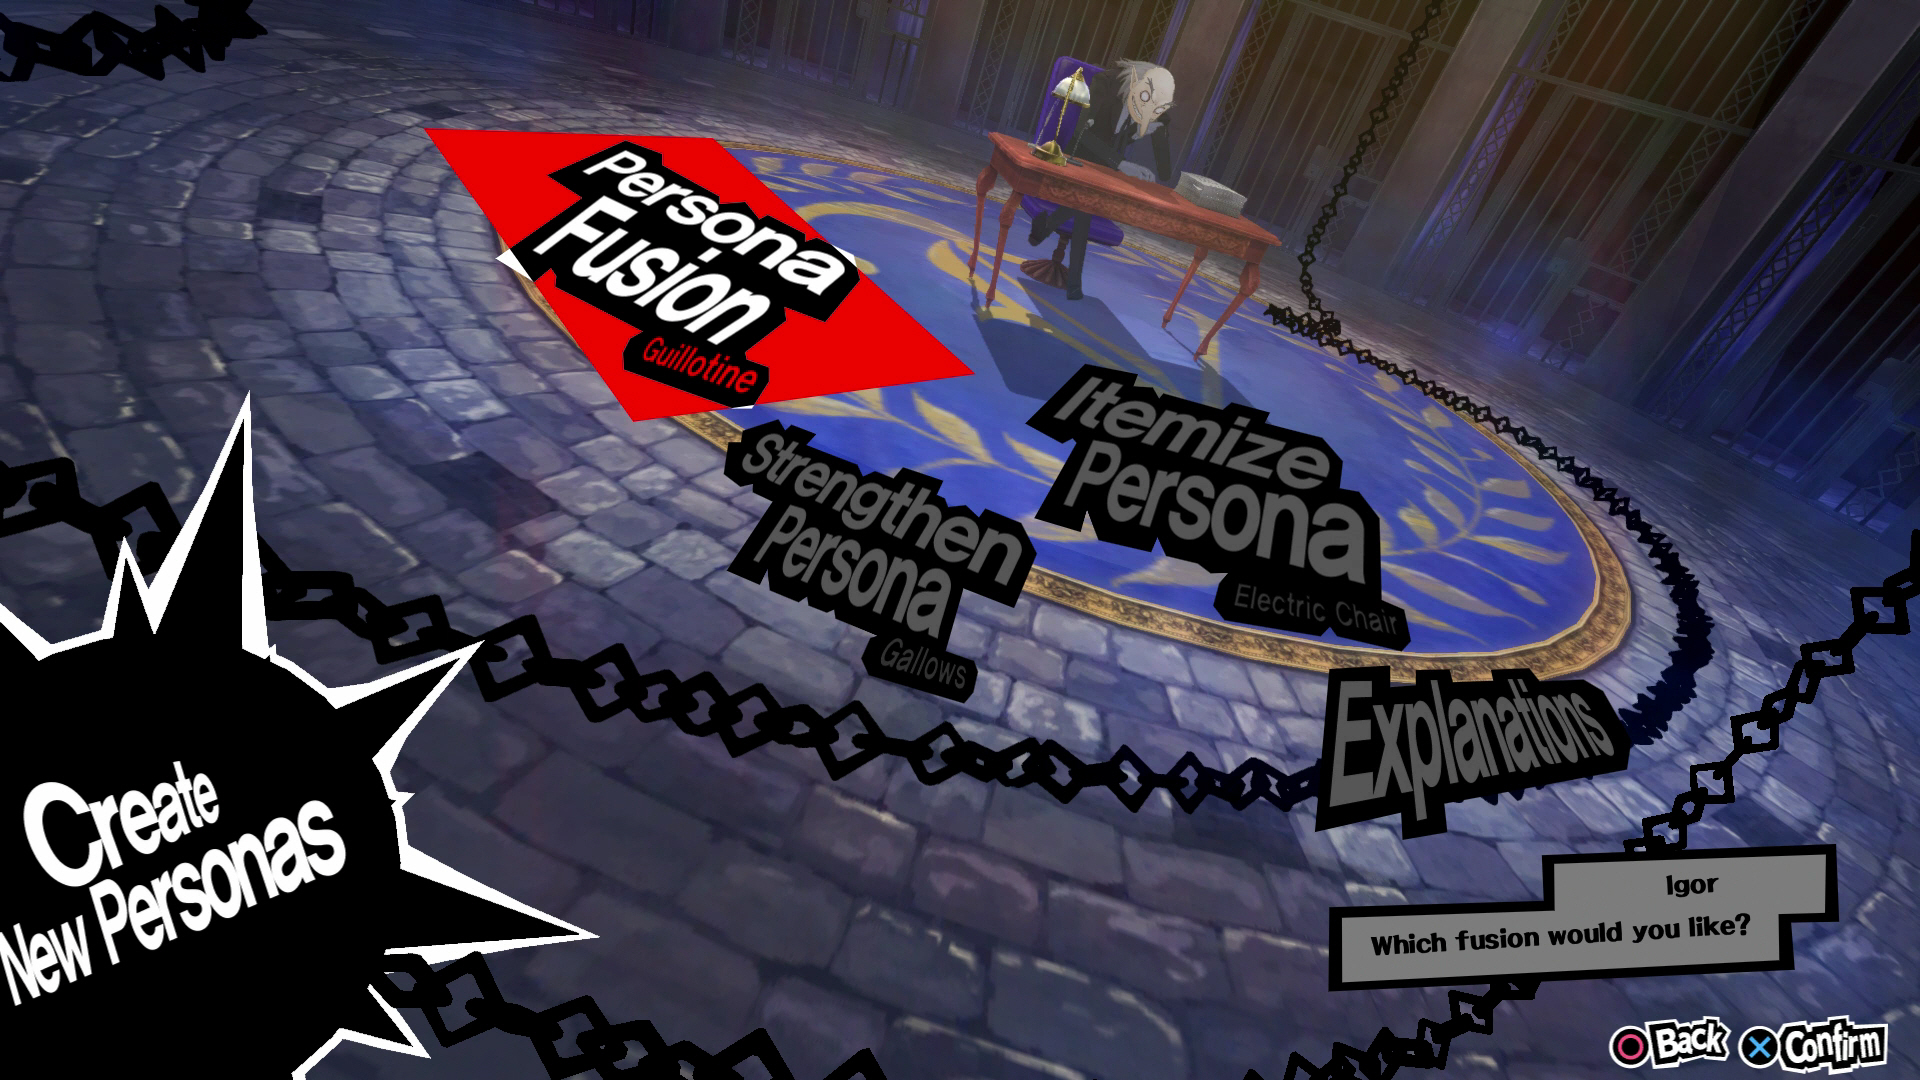 Persona
Fusion
Guillotine
Strengthen
Persona
Gallows
Itemize
Persona
Electric Chair
Explanations
Create
New Personas
Igor
Which fusion would you like?
Back
Confirm